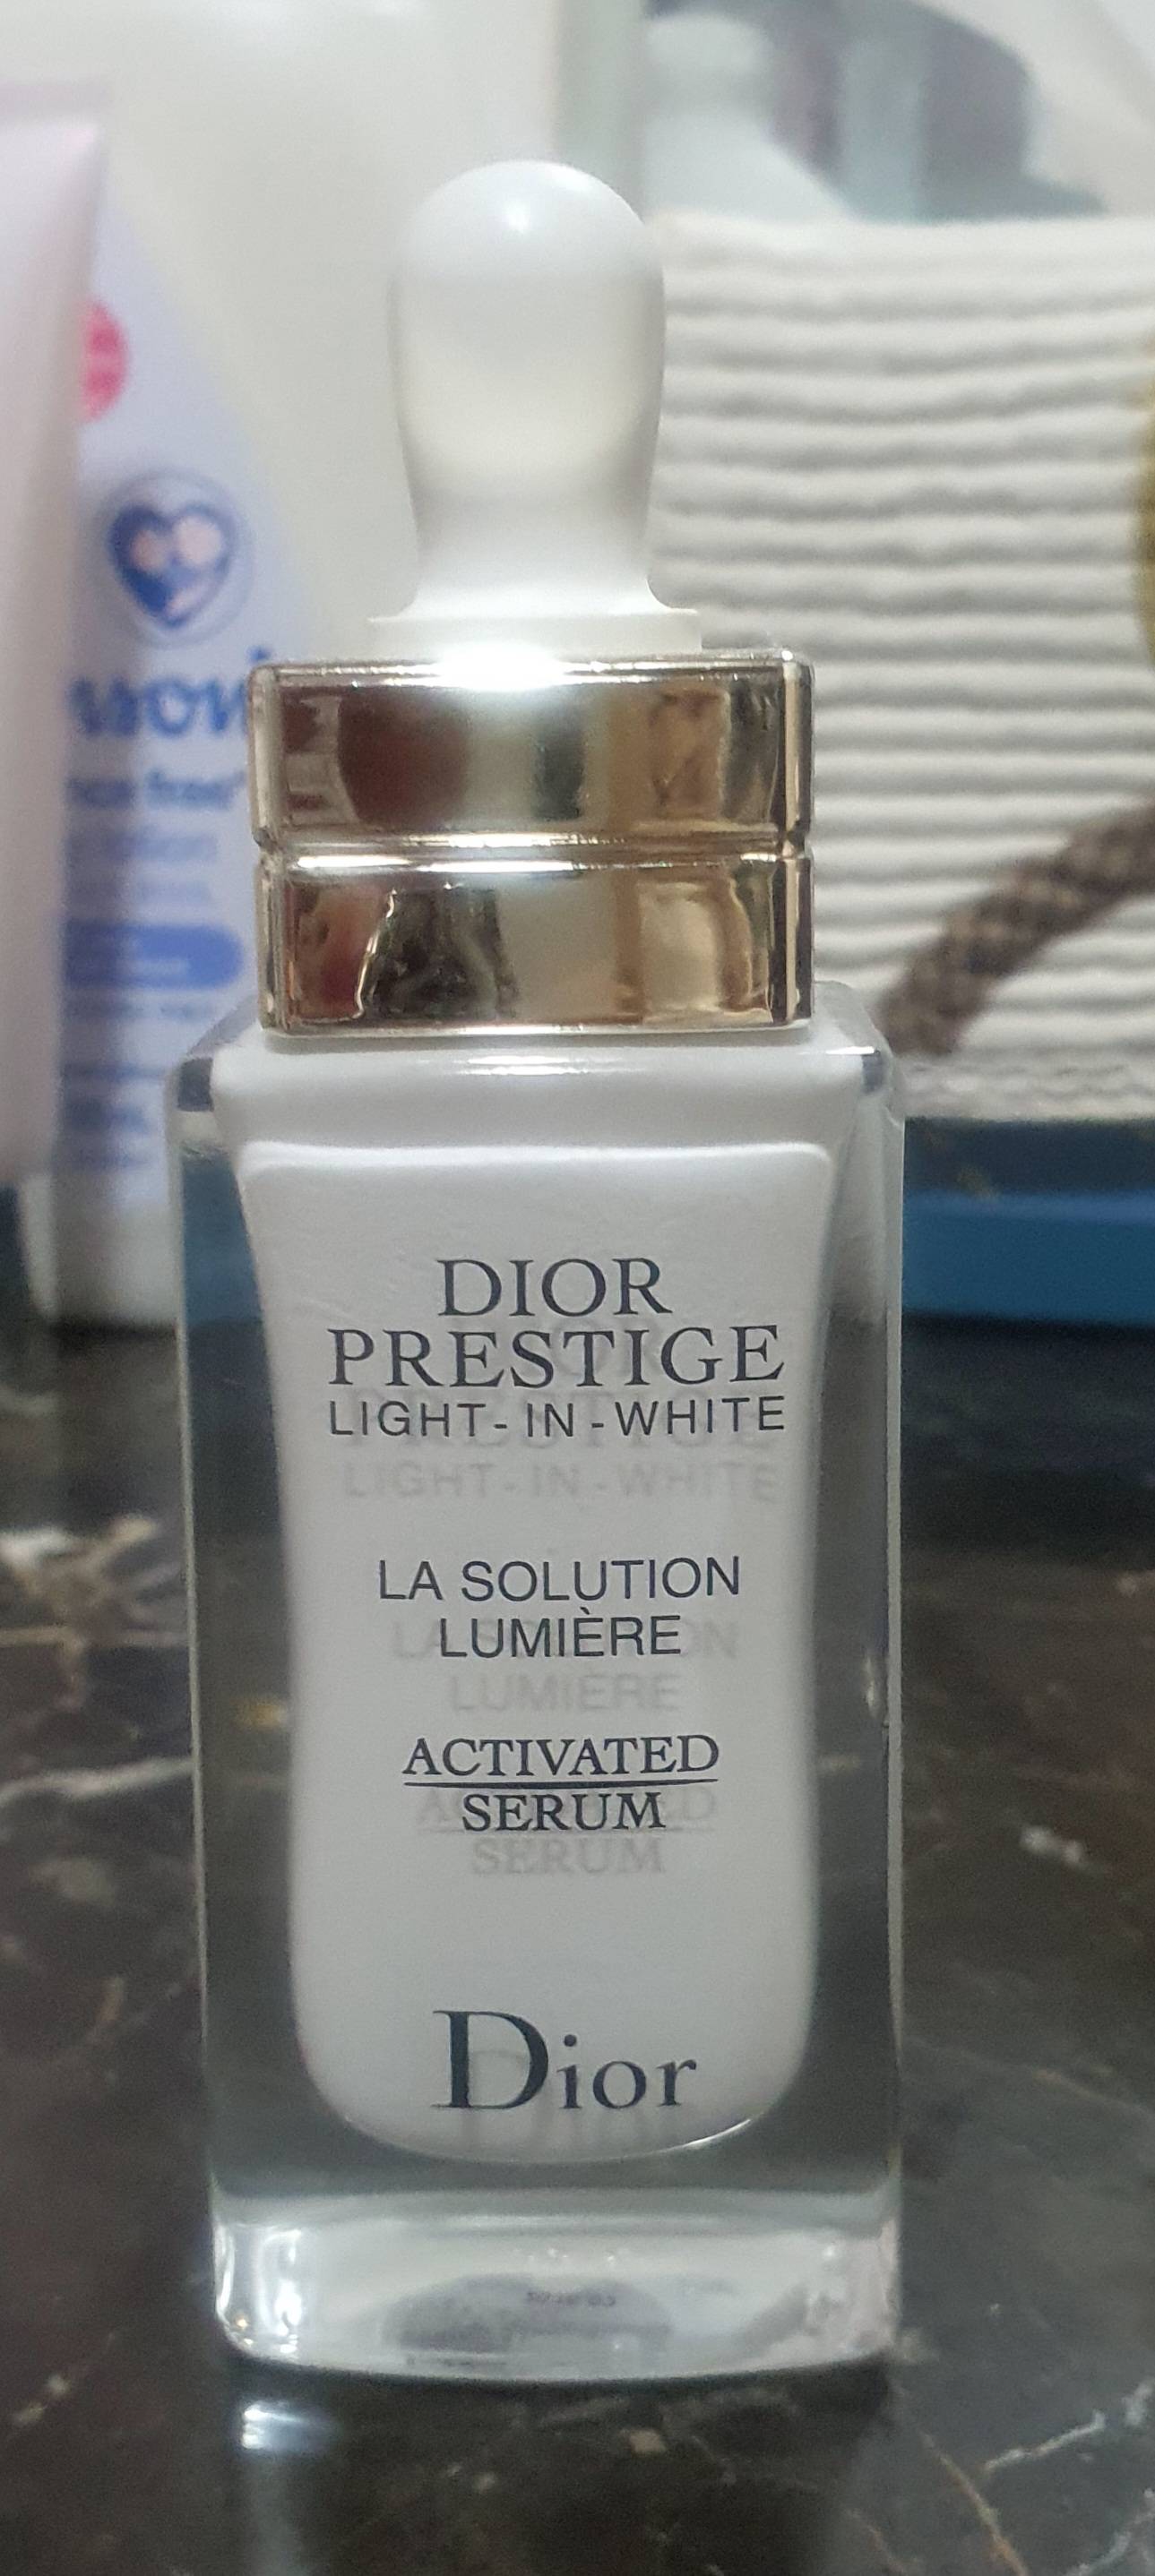 DIOR
PRESTIGE
LIGHT-IN-WHITE
LA SOLUTION
LUMIÈRE
ACTIVATED
SERUM
Dior